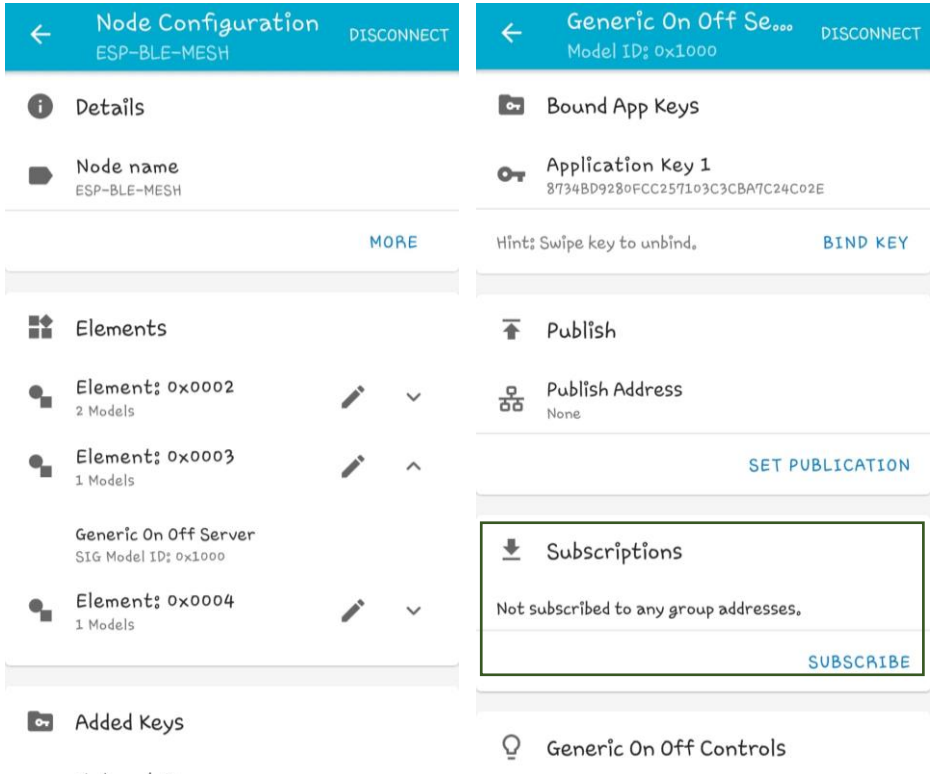 Node Configuration
ESP-BLE-MESH
DISCONNECT
Details
Node name
ESP-BLE-MESH
MORE
Elements
Element: 0x0002
2 Models
Element: 0x0003
1 Models
Generic On Off Server
SIG Model ID: 0x1000
Element: 0x0004
1 Models
Added Keys
Generic On Off Se...
Model ID: 0x1000
DISCONNECT
Bound App Keys
Application Key 1
8734BD9280FCC257103C3CBA7C24C02E
Hint: Swipe key to unbind.
BIND KEY
Publish
Publish Address
None
SET PUBLICATION
Subscriptions
Not subscribed to any group addresses.
SUBSCRIBE
Generic On Off Controls